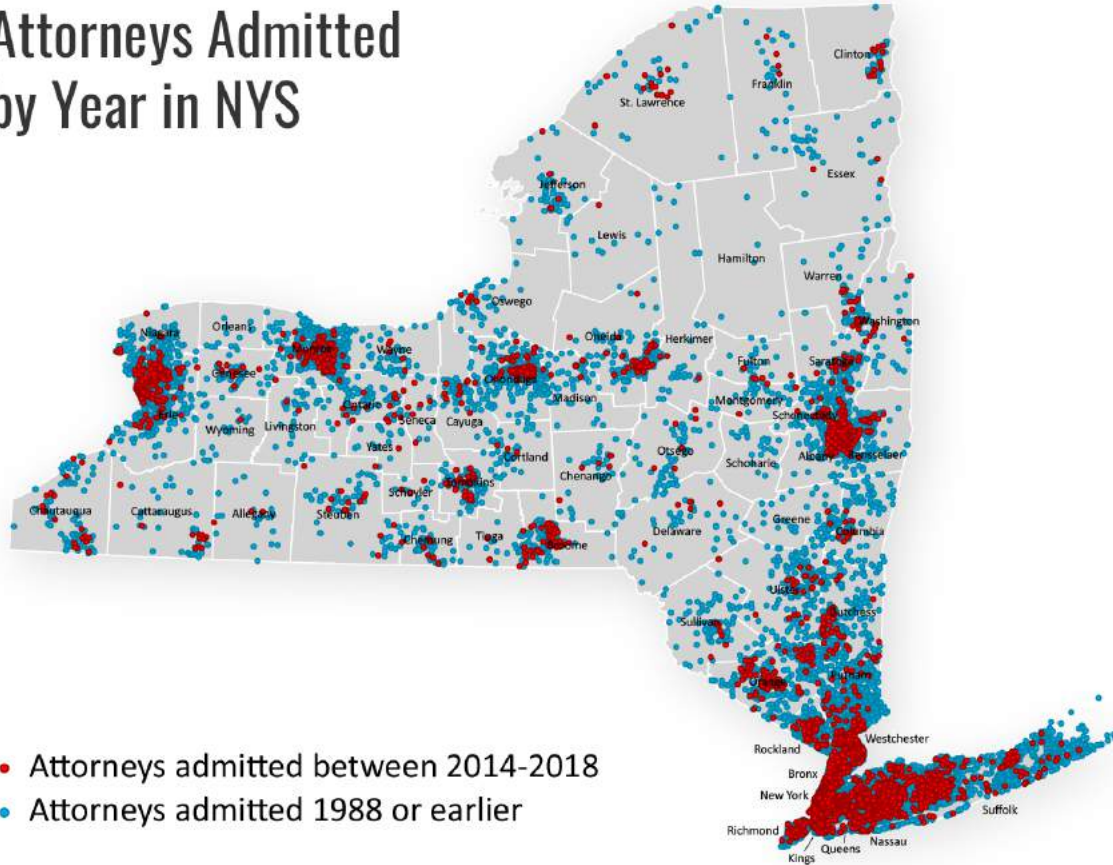 Attorneys Admitted
by Year in NYS
Clinton
Franklin
St. Lawrence
Essex
Jefferson
Lewis
Hamilton
Warren
Oswego
Washington
Niagara
Orleans
Oneida
Herkimer
Monroe
Wayne
Fulton
Saratoga
Genesee
Onondaga
Madison
Montgomery
Ontario
Schenectady
Erie
Seneca
Cayuga
Wyoming
Livingston
Yates
Cortland
Otsego
Schoharie
Albany
Rensselaer
Chenango
Tompkins
Schuyler
Chautauqua
Cattaraugus
Allegany
Steuben
Greene
Columbia
Delaware
Chemung
Tioga
Broome
Ulster
Dutchess
Sullivan
Orange
Putnam
Westchester
Rockland
Bronx
New York
Suffolk
Richmond
Nassau
Queens
Kings
Attorneys admitted between 2014-2018
Attorneys admitted 1988 or earlier